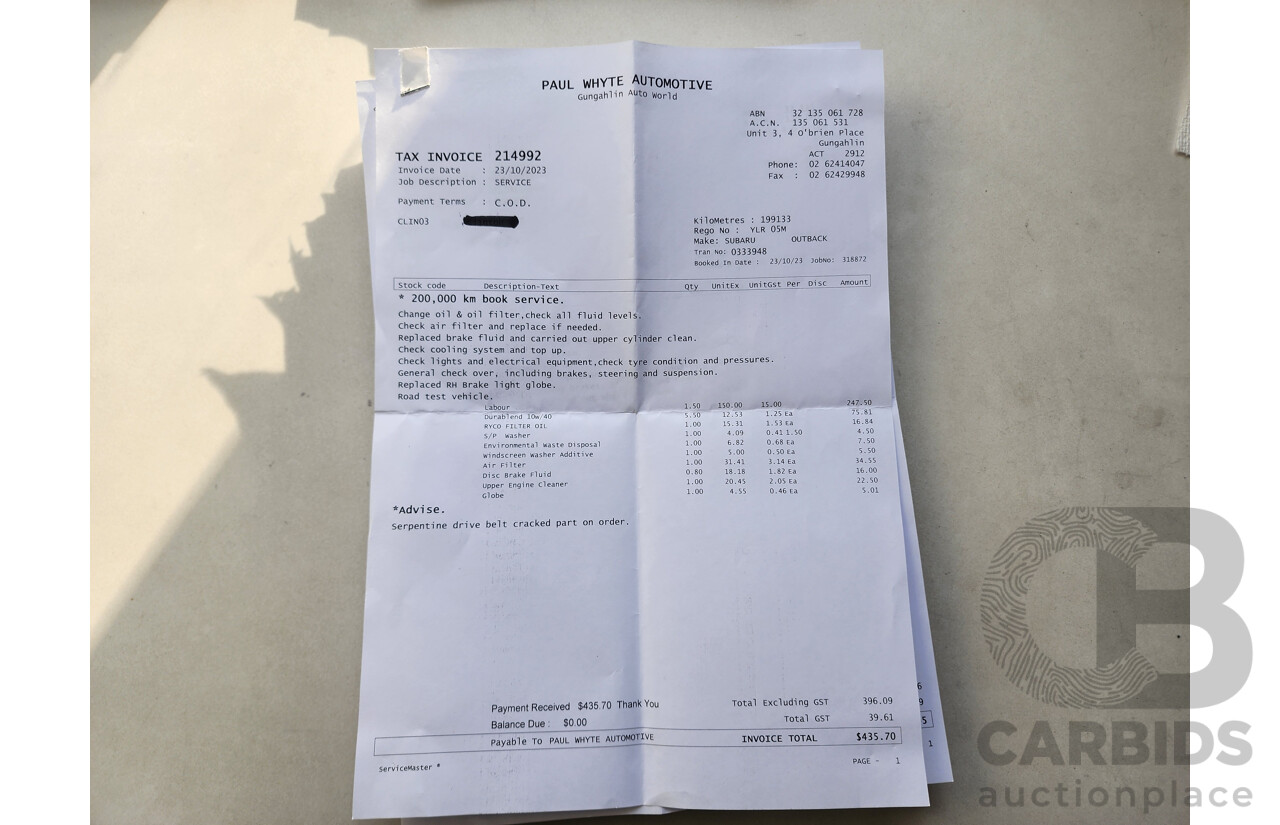 PAUL WHYTE AUTOMOTIVE
Gungahlin Auto World
ABN 32 135 061 728
A.C.N. 135 061 531
Unit 3, 4 O'brien Place
Gungahlin
ACT 2912
Phone: 02 62414047
Fax : 02 62429948
TAX INVOICE 214992
Invoice Date : 23/10/2023
Job Description : SERVICE
Payment Terms : C.O.D.
CLIN03
KiloMetres : 199133
Rego No : YLR 05M
Make: SUBARU OUTBACK
Tran No: 0333948
Booked In Date : 23/10/23 JobNo: 318872
Stock code Description-Text Qty UnitEx UnitGst Per Disc Amount
* 200,000 km book service.
Change oil & oil filter,check all fluid levels.
Check air filter and replace if needed.
Replaced brake fluid and carried out upper cylinder clean.
Check cooling system and top up.
Check lights and electrical equipment,check tyre condition and pressures.
General check over, including brakes, steering and suspension.
Replaced RH Brake light globe.
Road test vehicle.
Labour 1.50 150.00 15.00 247.50
Durablend 10w/40 5.50 12.53 1.25 Ea 75.81
RYCO FILTER OIL 1.00 15.31 1.53 Ea 16.84
S/P Washer 1.00 4.09 0.41 1.50 4.50
Environmental Waste Disposal 1.00 6.82 0.68 Ea 7.50
Windscreen Washer Additive 1.00 5.00 0.50 Ea 5.50
Air Filter 1.00 31.41 3.14 Ea 34.55
Disc Brake Fluid 0.80 18.18 1.82 Ea 16.00
Upper Engine Cleaner 1.00 20.45 2.05 Ea 22.50
Globe 1.00 4.55 0.46 Ea 5.01
*Advise.
Serpentine drive belt cracked part on order.
Payment Received $435.70 Thank You
Balance Due : $0.00
Total Excluding GST 396.09
Total GST 39.61
Payable To PAUL WHYTE AUTOMOTIVE INVOICE TOTAL $435.70
ServiceMaster * PAGE - 1
6
9
5
1
CB
CARBIDS
auctionplace